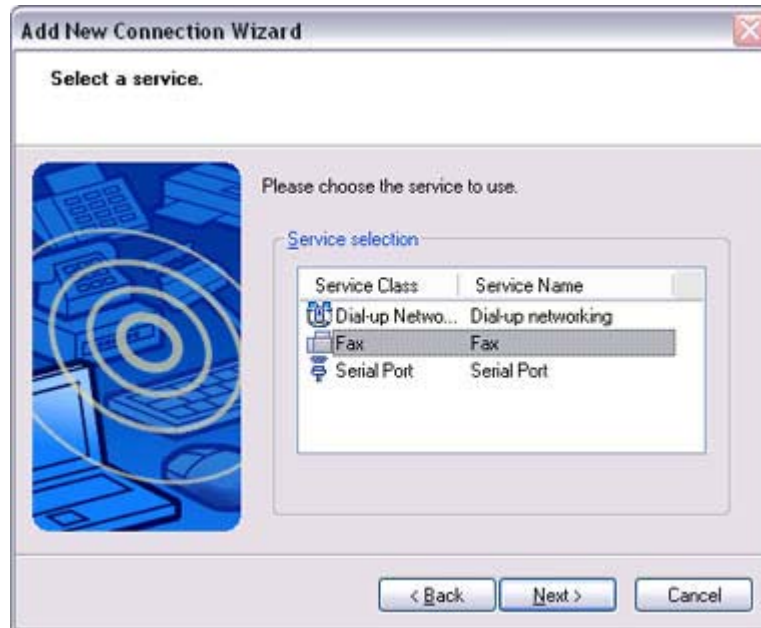 Add New Connection Wizard
Select a service.
Please choose the service to use.
Service selection
Service Class Service Name
Dial-up Netwo... Dial-up networking
Fax Fax
Serial Port Serial Port
< Back Next > Cancel